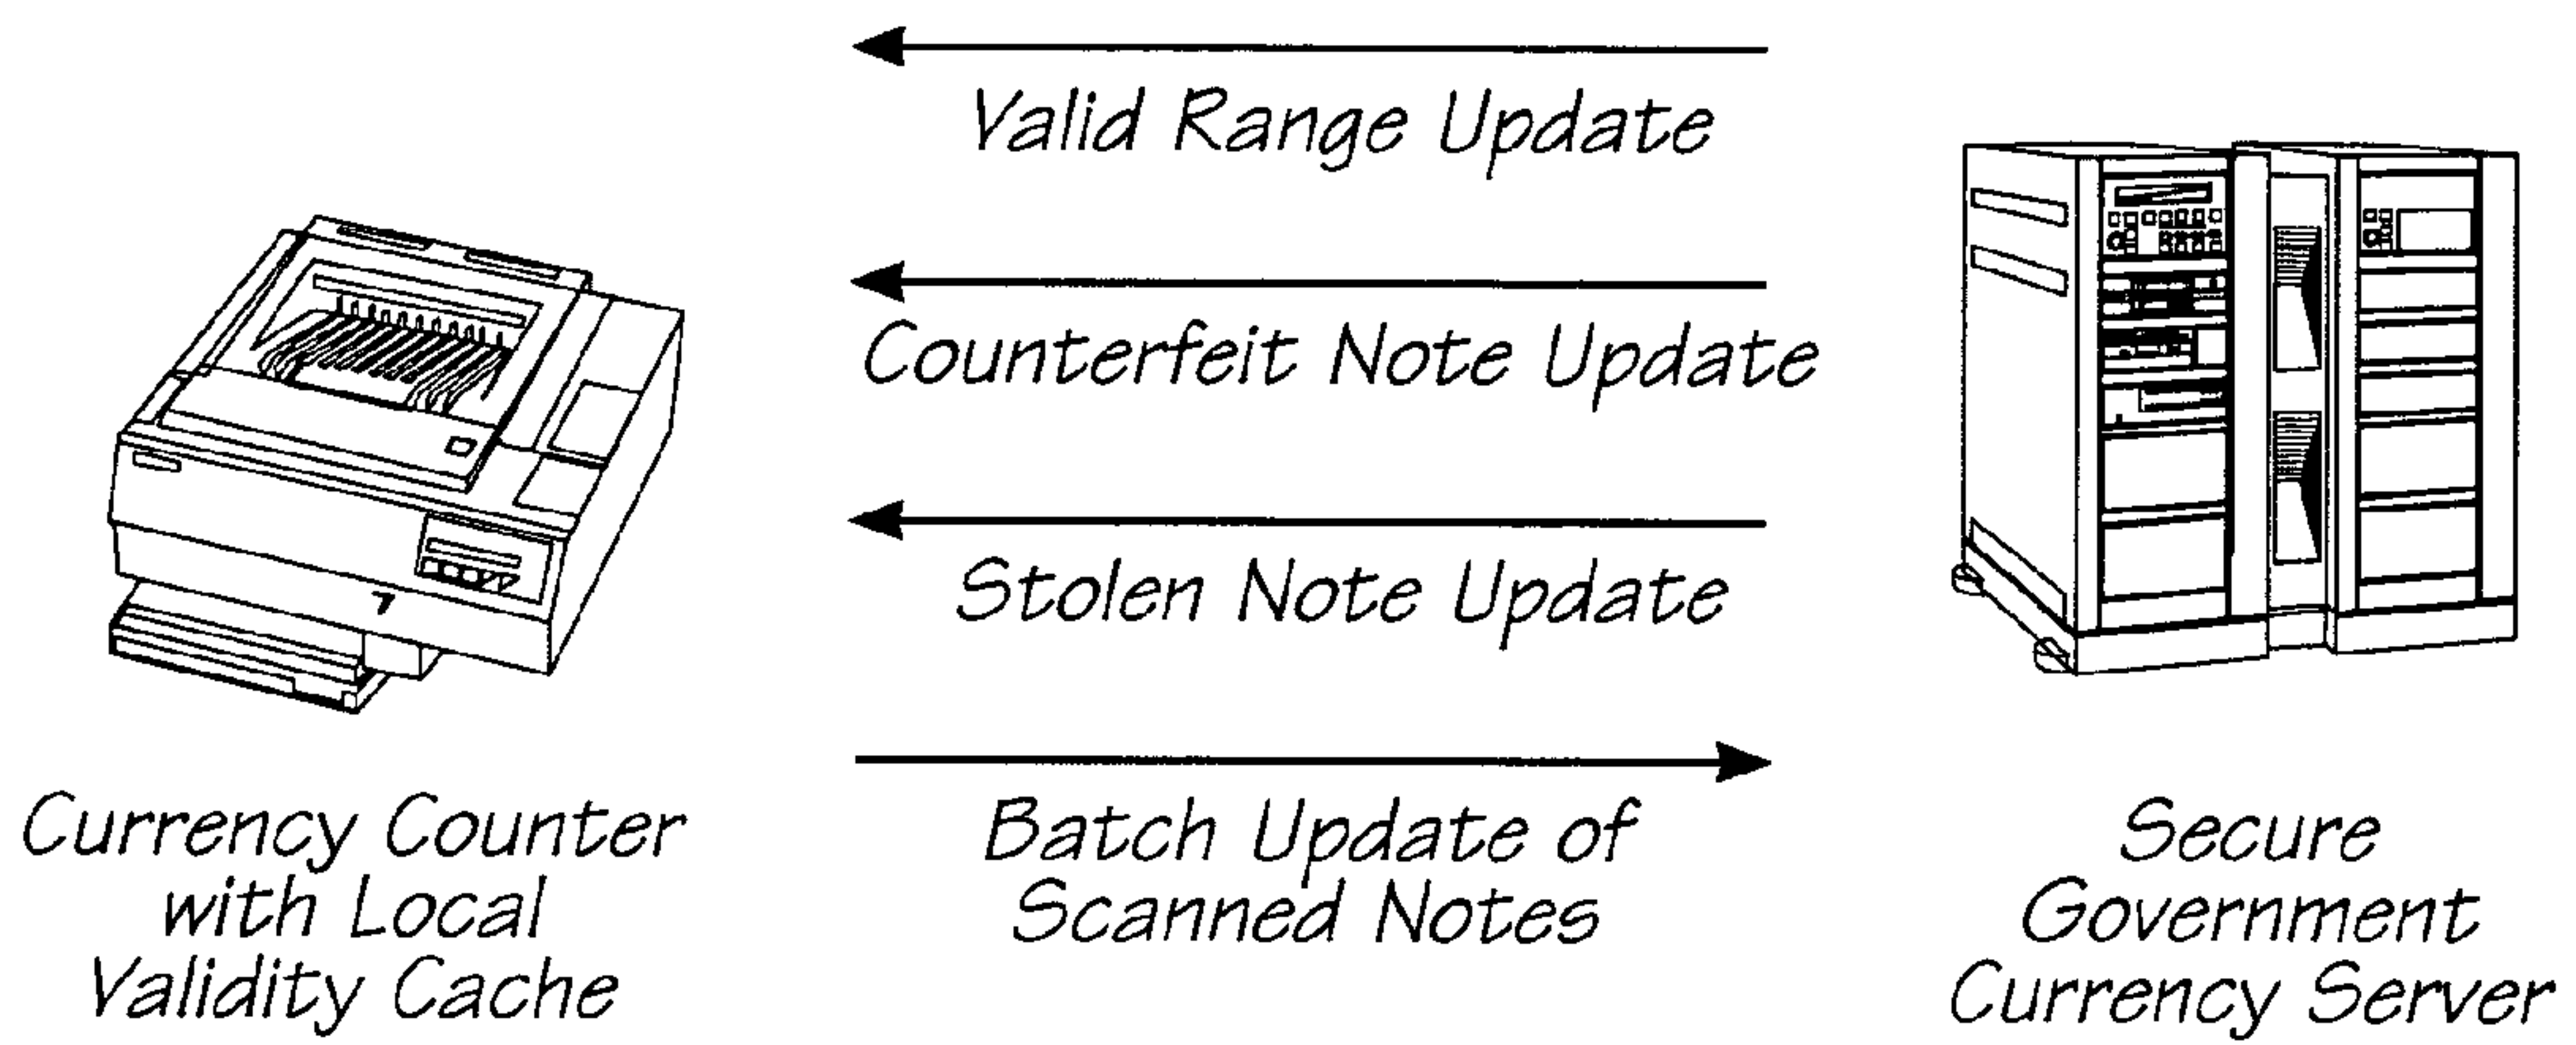 Valid Range Update
Counterfeit Note Update
Stolen Note Update
Batch Update of
Scanned Notes
Currency Counter
with Local
Validity Cache
Secure
Government
Currency Server